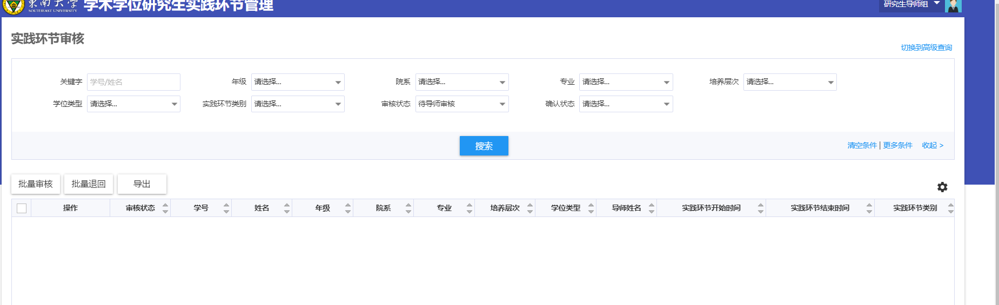 東南大學 学术学位研究生实践环节管理 研究生导师组
SOUTHEAST UNIVERSITY
实践环节审核
切换到高级查询
关键字 学号/姓名 年级 请选择... 院系 请选择... 专业 请选择... 培养层次 请选择...
学位类型 请选择... 实践环节类别 请选择... 审核状态 待导师审核 确认状态 请选择...
搜索 清空条件 | 更多条件 收起 >
批量审核 批量退回 导出
操作 审核状态 学号 姓名 年级 院系 专业 培养层次 学位类型 导师姓名 实践环节开始时间 实践环节结束时间 实践环节类别